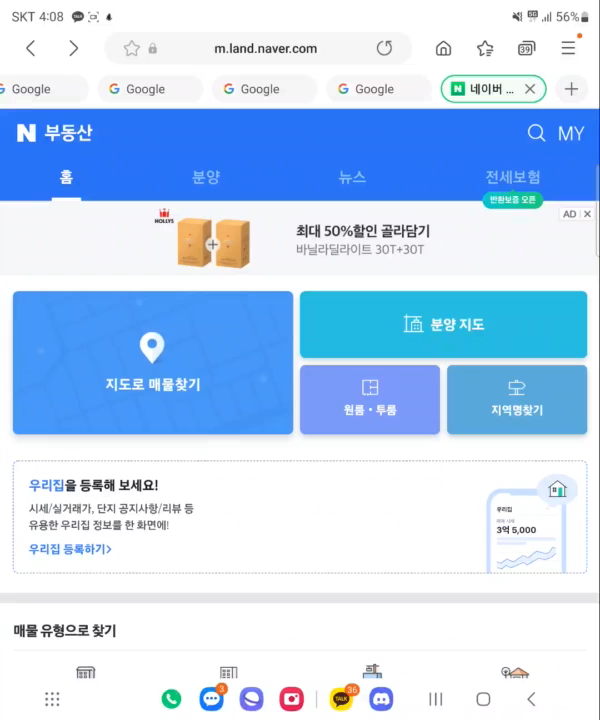 SKT 4:08
56%
m.land.naver.com
39
Google
Google
Google
Google
N 네이버 ...
N 부동산
MY
홈
분양
뉴스
전세보험
반환보증 오픈
HOLLYS
최대 50%할인 골라담기
바닐라딜라이트 30T+30T
AD
지도로 매물찾기
분양 지도
원룸·투룸
지역명찾기
우리집을 등록해 보세요!
시세/실거래가, 단지 공지사항/리뷰 등
유용한 우리집 정보를 한 화면에!
우리집 등록하기>
우리집
3억 5,000
매물 유형으로 찾기
3
TALK
36